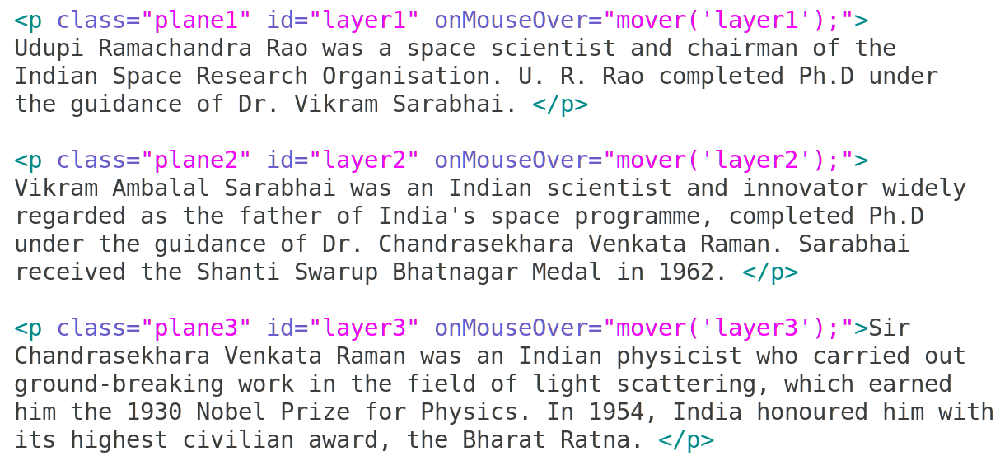 <p class="plane1" id="layer1" onMouseOver="mover('layer1');">
Udupi Ramachandra Rao was a space scientist and chairman of the
Indian Space Research Organisation. U. R. Rao completed Ph.D under
the guidance of Dr. Vikram Sarabhai. </p>
<p class="plane2" id="layer2" onMouseOver="mover('layer2');">
Vikram Ambalal Sarabhai was an Indian scientist and innovator widely
regarded as the father of India's space programme, completed Ph.D
under the guidance of Dr. Chandrasekhara Venkata Raman. Sarabhai
received the Shanti Swarup Bhatnagar Medal in 1962. </p>
<p class="plane3" id="layer3" onMouseOver="mover('layer3');">Sir
Chandrasekhara Venkata Raman was an Indian physicist who carried out
ground-breaking work in the field of light scattering, which earned
him the 1930 Nobel Prize for Physics. In 1954, India honoured him with
its highest civilian award, the Bharat Ratna. </p>